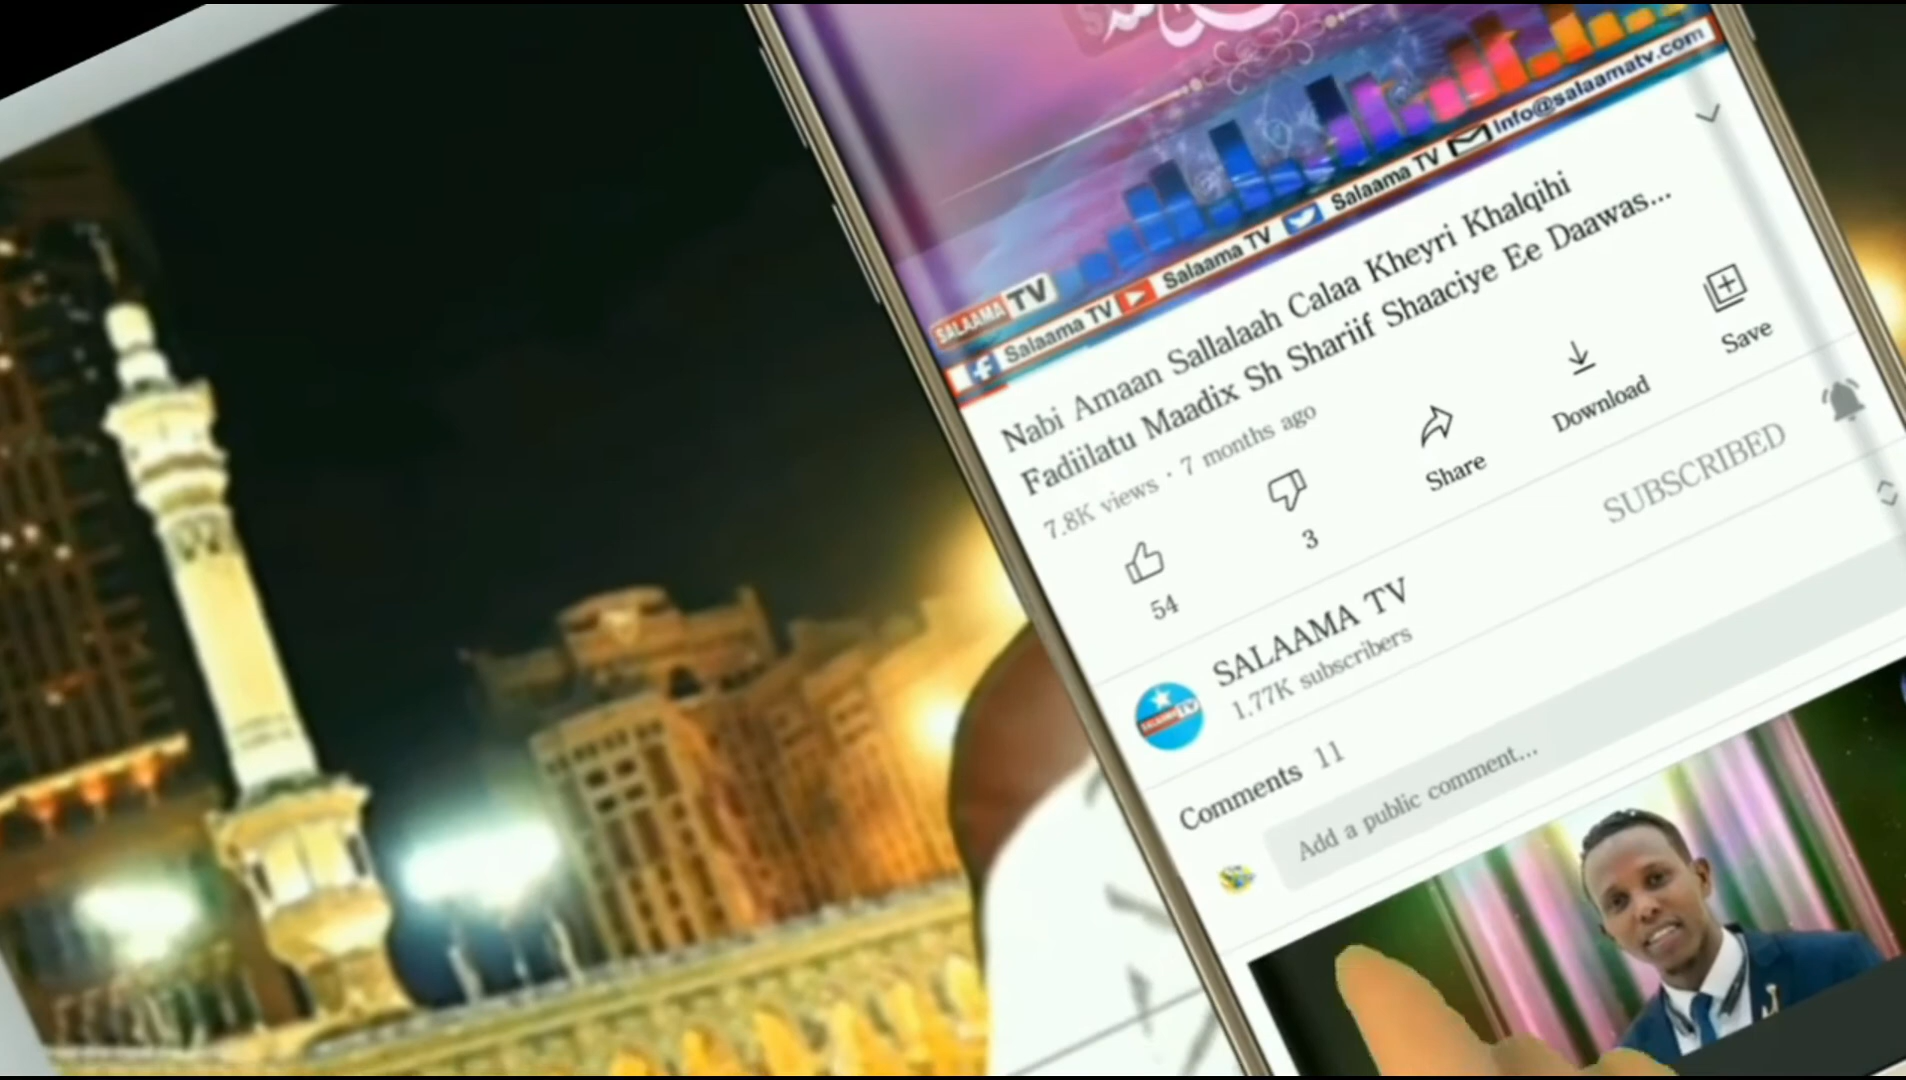 info@salaamatv.com
Salaama TV
Salaama TV
Salaama TV
SALAAMA TV
Nabi Amaan Sallalaah Calaa Kheyri Khalqihi
Fadiilatu Maadix Sh Shariif Shaaciye Ee Daawas...
7.8K views · 7 months ago
54
3
Share
Download
Save
SALAAMA TV
1.77K subscribers
SUBSCRIBED
Comments 11
Add a public comment...